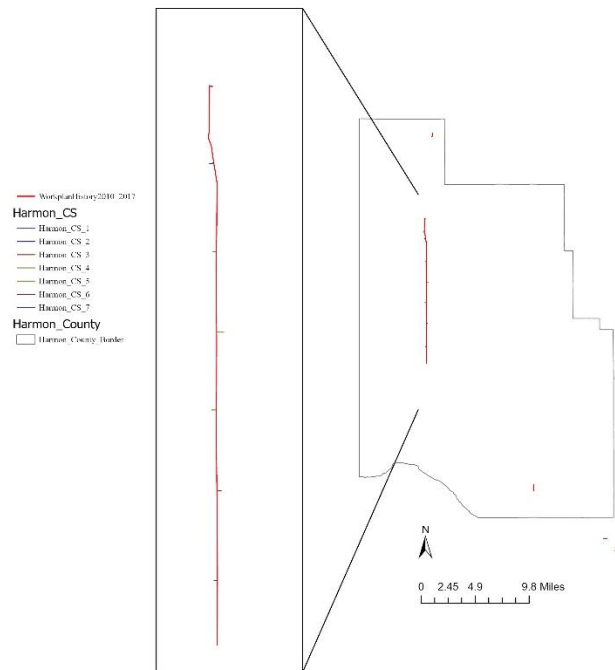 WorkplanHistory2010_2017
Harmon_CS
Harmon_CS_1
Harmon_CS_2
Harmon_CS_3
Harmon_CS_4
Harmon_CS_5
Harmon_CS_6
Harmon_CS_7
Harmon_County
Harmon_County_Border
N
0 2.45 4.9 9.8 Miles